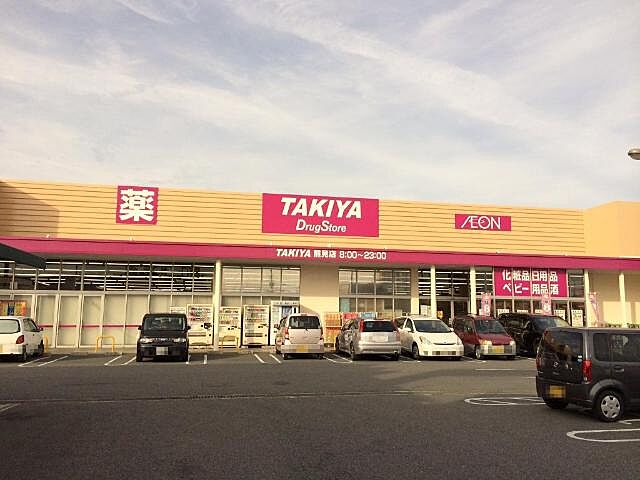 薬
TAKIYA
DrugStore
ÆON
TAKIYA 熊見店 8:00~23:00
化粧品日用品
ベビー用品酒